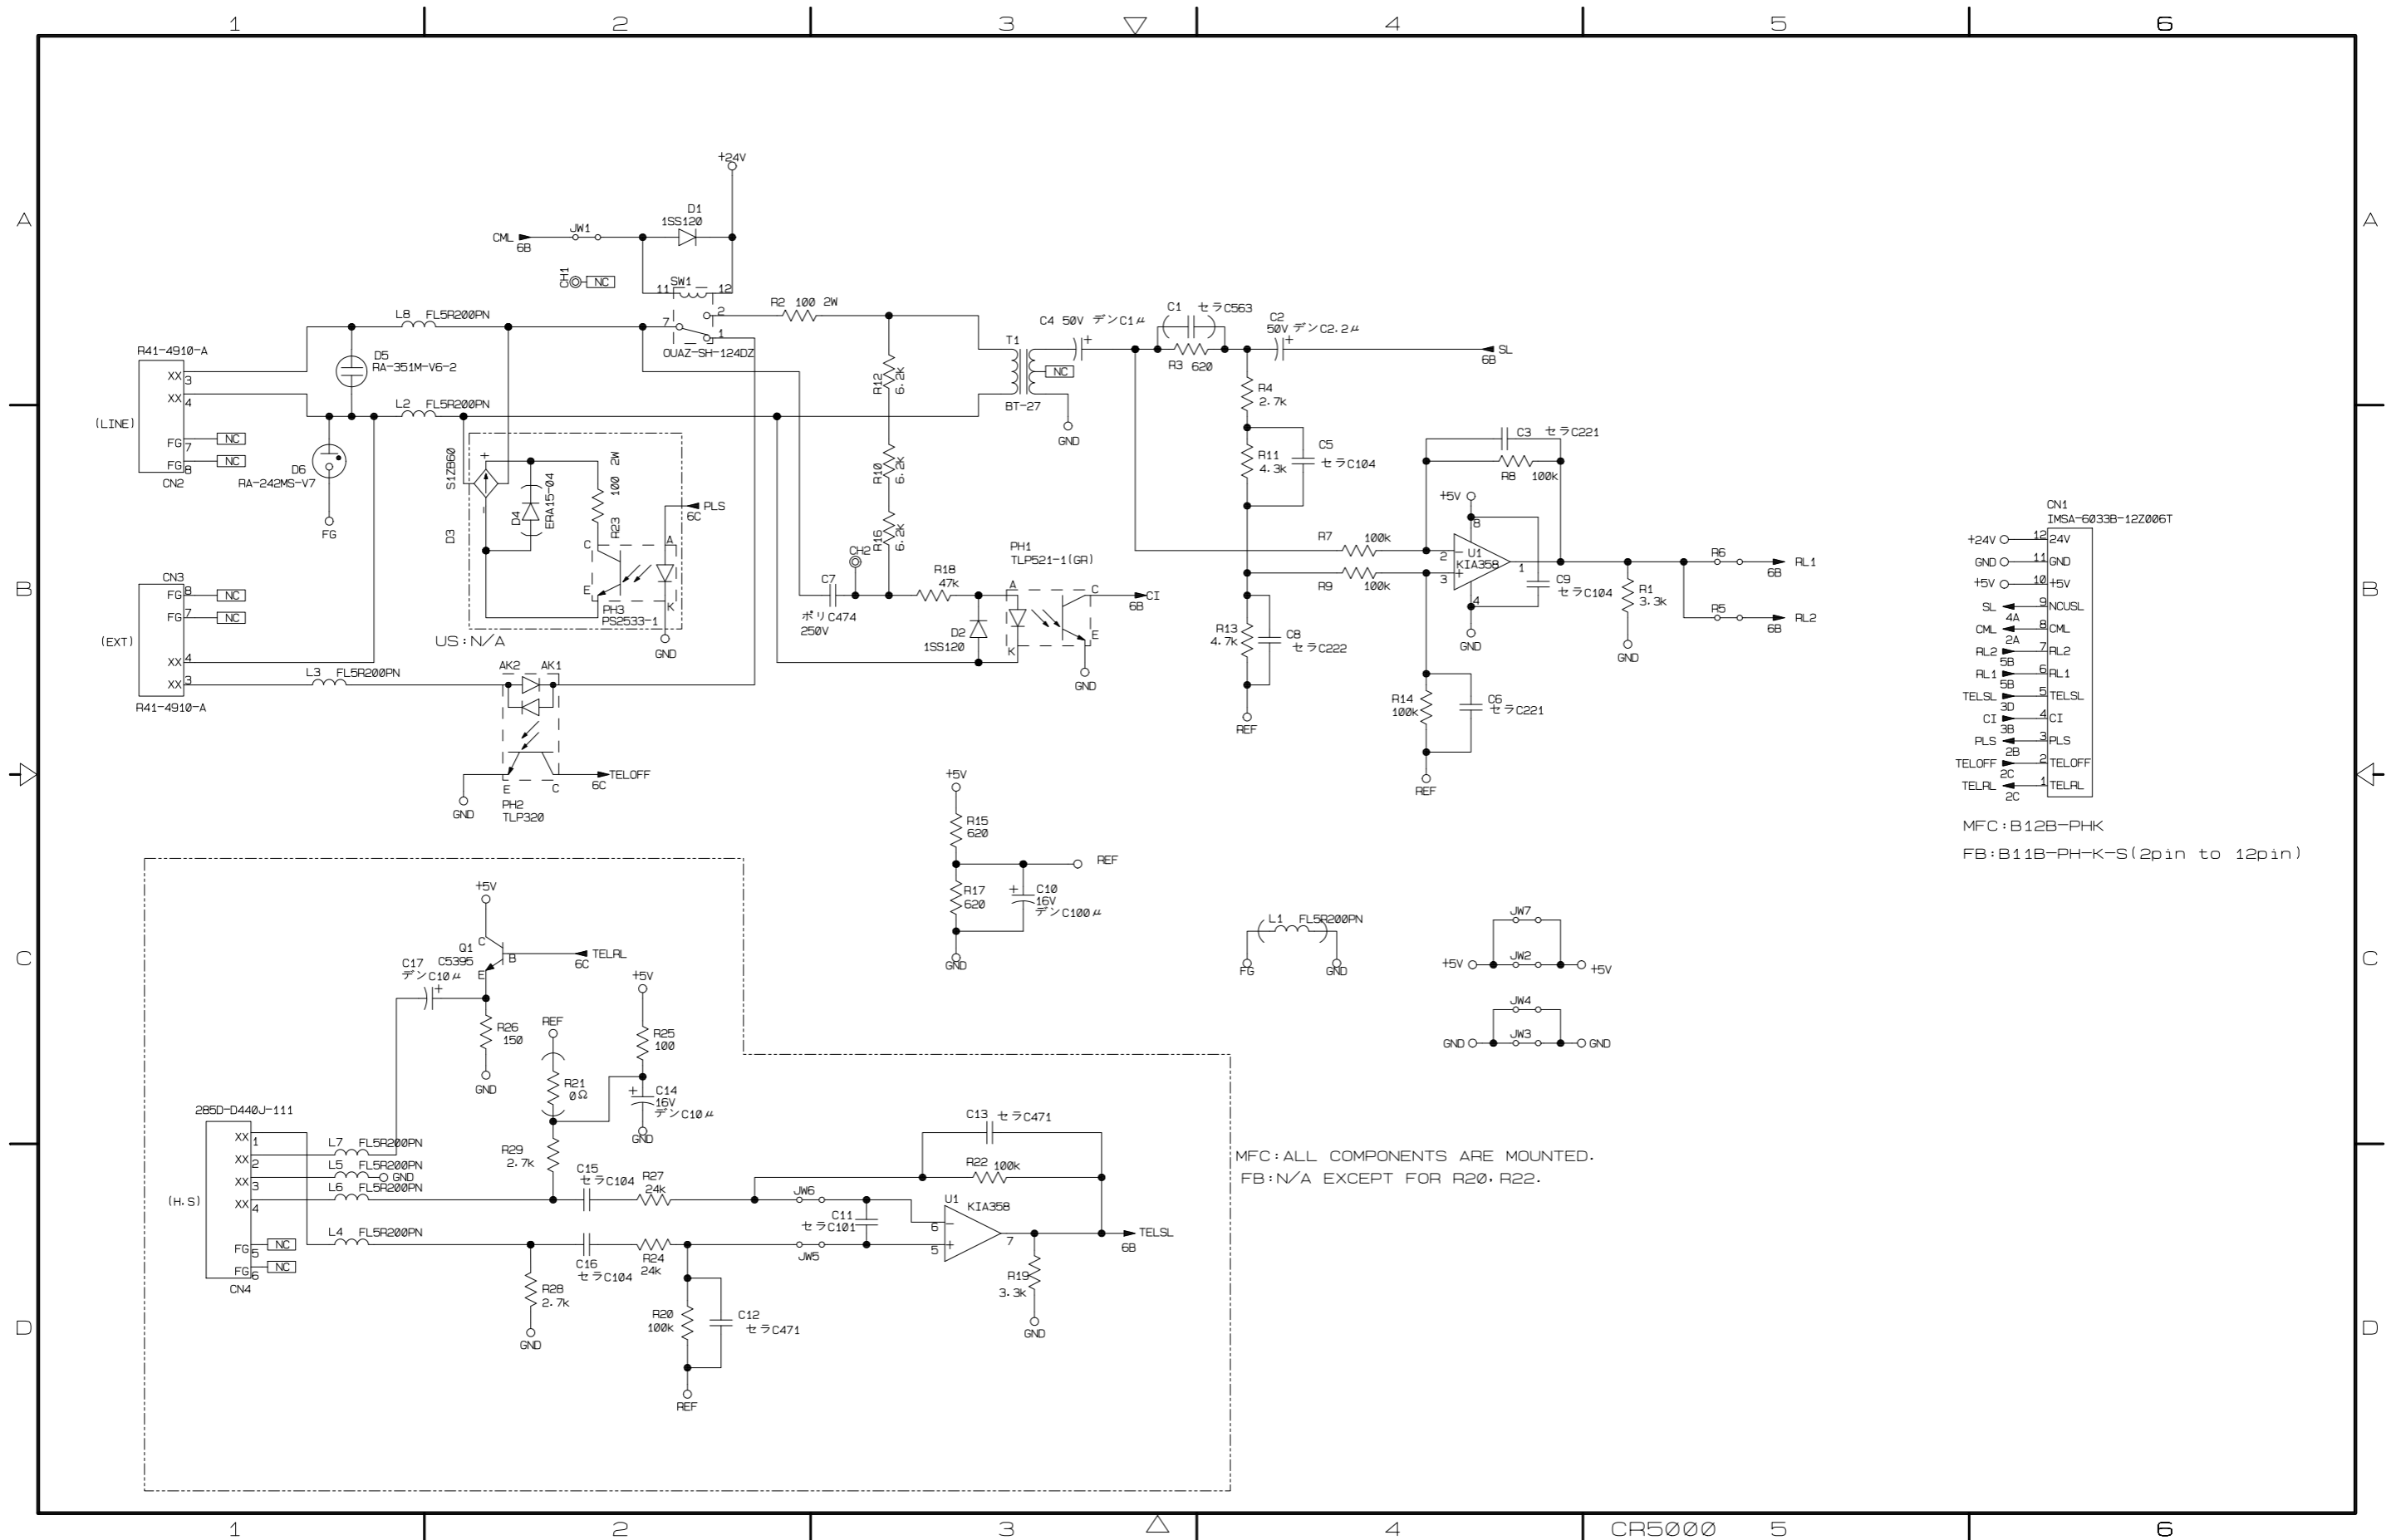 1 2 3 4 5 6
A
A
+24V
D1
1SS120
CML
6B
JW1
CH1
NC
SW1
11
12
2
7
1
OUAZ-SH-124DZ
R2 100 2W
L8 FL5R200PN
R41-4910-A
XX 3
XX 4
FG 7
NC
FG 8
NC
CN2
(LINE)
D5
RA-351M-V6-2
L2 FL5R200PN
D6
RA-242MS-V7
FG
R12
6.2K
R10
6.2K
R16
6.2K
T1
NC
BT-27
GND
C4 50V デンC1μ
C1 セラC563
R3 620
C2
50V デンC2.2μ
SL
6B
R4
2.7k
R11
4.3k
C5
セラC104
C3 セラC221
R8 100k
S1ZB60
D3
+
-
D4
ERA15-04
R23
100 2W
PLS
6C
C
A
E
K
PH3
PS2533-1
US:N/A
GND
CH2
C7
ポリC474
250V
R18
47k
D2
1SS120
PH1
TLP521-1(GR)
A
C
K
E
CI
6B
GND
R7 100k
R9 100k
+5V
8
2
3
U1
KIA358
1
4
GND
C9
セラC104
R1
3.3k
GND
R6
RL1
6B
R5
RL2
6B
R13
4.7k
C8
セラC222
REF
R14
100k
C6
セラC221
REF
B
B
CN3
FG 8
NC
FG 7
NC
XX 4
XX 3
R41-4910-A
(EXT)
L3 FL5R200PN
AK2
AK1
E
C
PH2
TLP320
GND
TELOFF
6C
CN1
IMSA-6033B-12Z006T
+24V 12 24V
GND 11 GND
+5V 10 +5V
SL 9 NCUSL
4A
CML 8 CML
2A
RL2 7 RL2
5B
RL1 6 RL1
5B
TELSL 5 TELSL
3D
CI 4 CI
3B
PLS 3 PLS
2B
TELOFF 2 TELOFF
2C
TELRL 1 TELRL
2C
MFC:B12B-PHK
FB:B11B-PH-K-S(2pin to 12pin)
+5V
R15
620
REF
R17
620
C10
16V
デンC100μ
GND
L1 FL5R200PN
FG
GND
JW7
+5V
JW2
+5V
JW4
GND
JW3
GND
C
C
+5V
Q1
C5395
C
B
E
TELRL
6C
C17
デンC10μ
R26
150
GND
REF
R21
0Ω
+5V
R25
100
C14
16V
デンC10μ
GND
R29
2.7k
285D-D440J-111
XX 1
XX 2
XX 3
XX 4
FG 5
NC
FG 6
NC
CN4
(H.S)
L7 FL5R200PN
L5 FL5R200PN
GND
L6 FL5R200PN
L4 FL5R200PN
C15
セラC104
R27
24k
C16
セラC104
R24
24k
R28
2.7k
GND
R20
100k
C12
セラC471
REF
JW6
JW5
C11
セラC101
C13 セラC471
R22 100k
U1
KIA358
6
5
7
TELSL
6B
R19
3.3k
GND
MFC:ALL COMPONENTS ARE MOUNTED.
FB:N/A EXCEPT FOR R20,R22.
D
D
1 2 3 4 CR5000 5 6